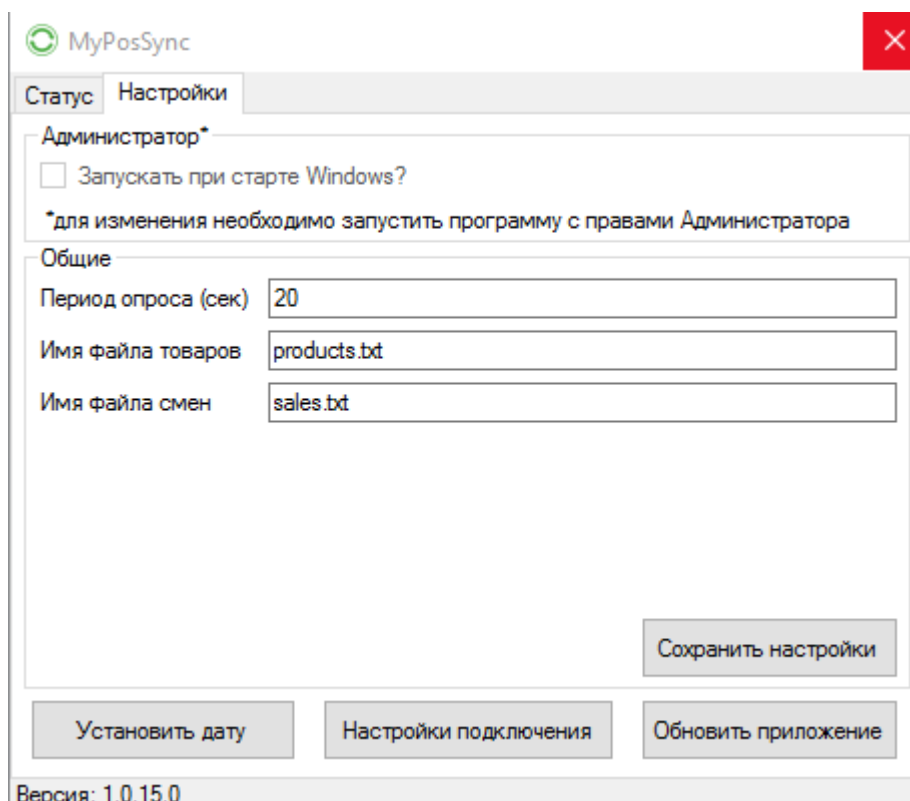 MyPosSync
Статус Настройки
Администратор*
Запускать при старте Windows?
*для изменения необходимо запустить программу с правами Администратора
Общие
Период опроса (сек) 20
Имя файла товаров products.txt
Имя файла смен sales.txt
Сохранить настройки
Установить дату Настройки подключения Обновить приложение
Версия: 1.0.15.0